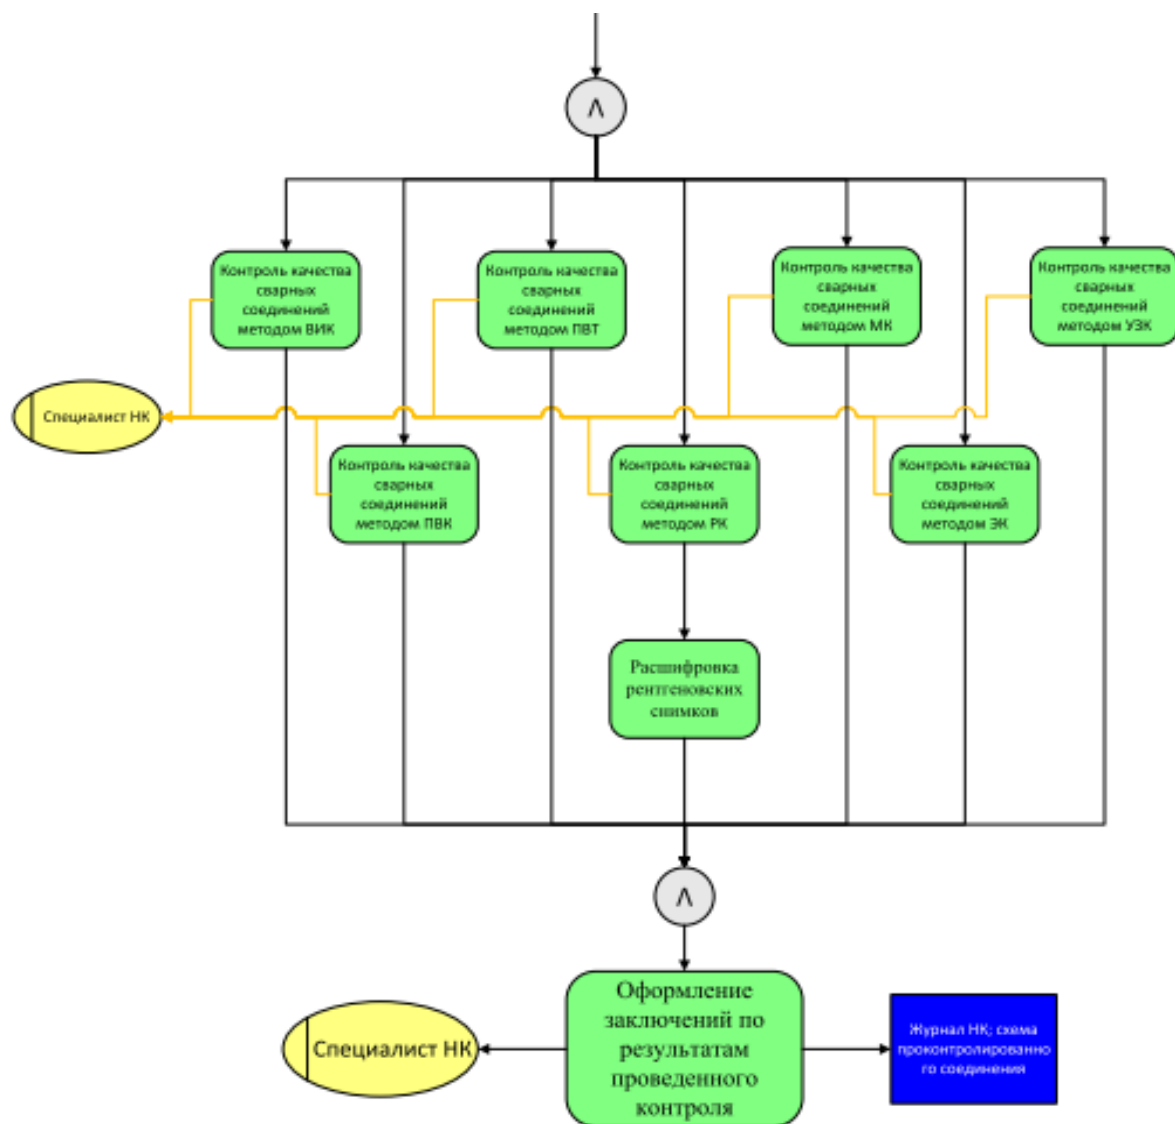 Λ
Контроль качества
сварных
соединений
методом ВИК
Контроль качества
сварных
соединений
методом ПВТ
Контроль качества
сварных
соединений
методом МК
Контроль качества
сварных
соединений
методом УЗК
Специалист НК
Контроль качества
сварных
соединений
методом ПВК
Контроль качества
сварных
соединений
методом РК
Контроль качества
сварных
соединений
методом ЭК
Расшифровка
рентгеновских
снимков
Λ
Оформление
заключений по
результатам
проведенного
контроля
Специалист НК
Журнал НК; схема
проконтролированно
го соединения